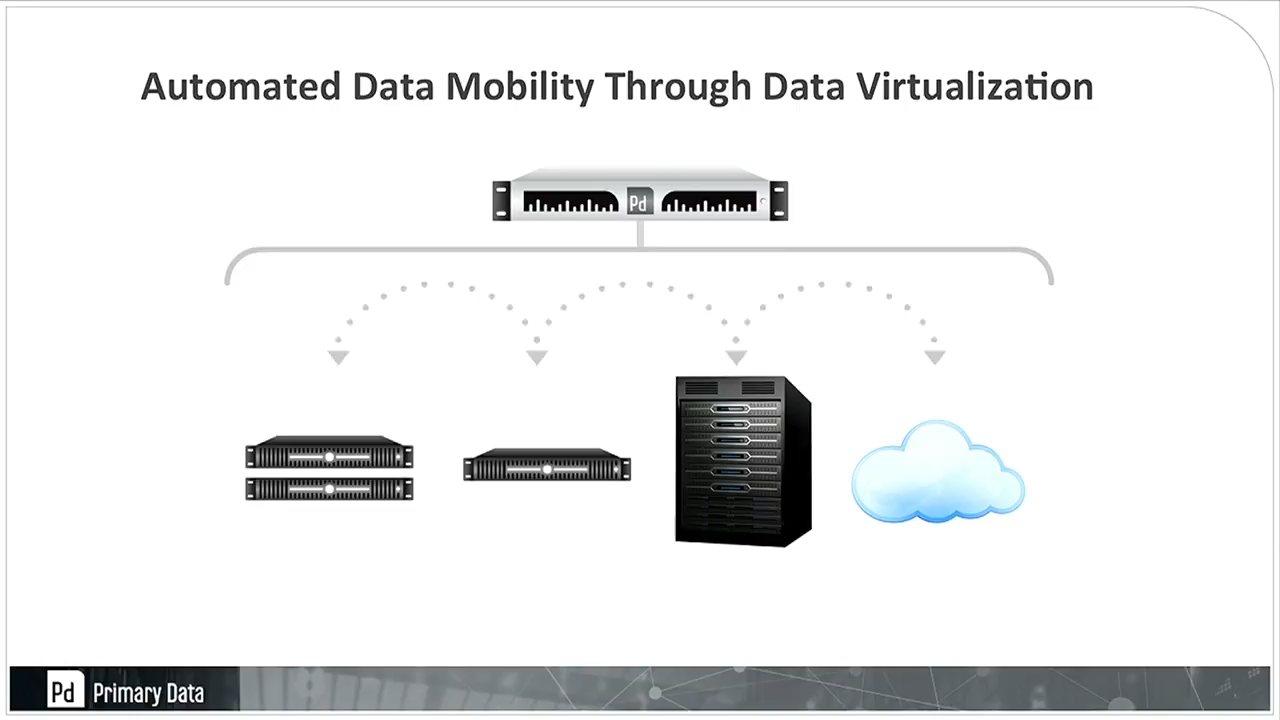 Automated Data Mobility Through Data Virtualization
Pd
Pd Primary Data